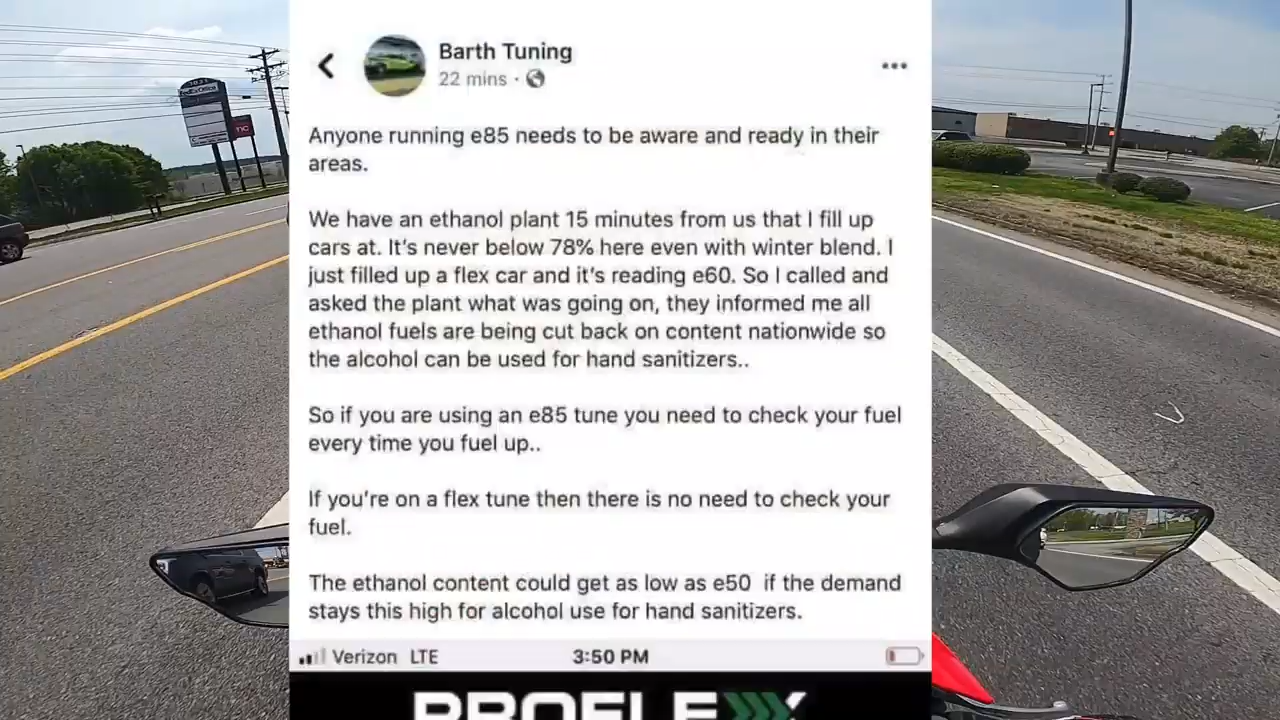 Barth Tuning
22 mins ·
Anyone running e85 needs to be aware and ready in their
areas.
We have an ethanol plant 15 minutes from us that I fill up
cars at. It's never below 78% here even with winter blend. I
just filled up a flex car and it's reading e60. So I called and
asked the plant what was going on, they informed me all
ethanol fuels are being cut back on content nationwide so
the alcohol can be used for hand sanitizers..
So if you are using an e85 tune you need to check your fuel
every time you fuel up..
If you're on a flex tune then there is no need to check your
fuel.
The ethanol content could get as low as e50 if the demand
stays this high for alcohol use for hand sanitizers.
Verizon LTE 3:50 PM
PROFLEX